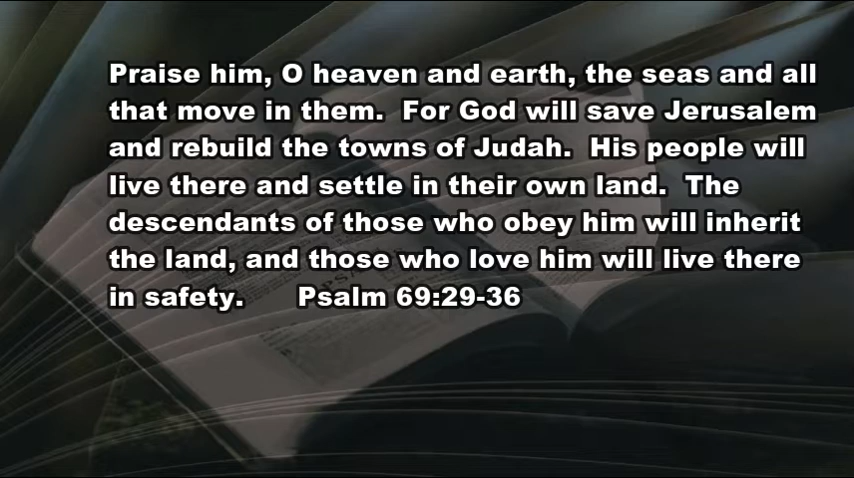 Praise him, O heaven and earth, the seas and all
that move in them.  For God will save Jerusalem
and rebuild the towns of Judah.  His people will
live there and settle in their own land.  The
descendants of those who obey him will inherit
the land, and those who love him will live there
in safety.      Psalm 69:29-36